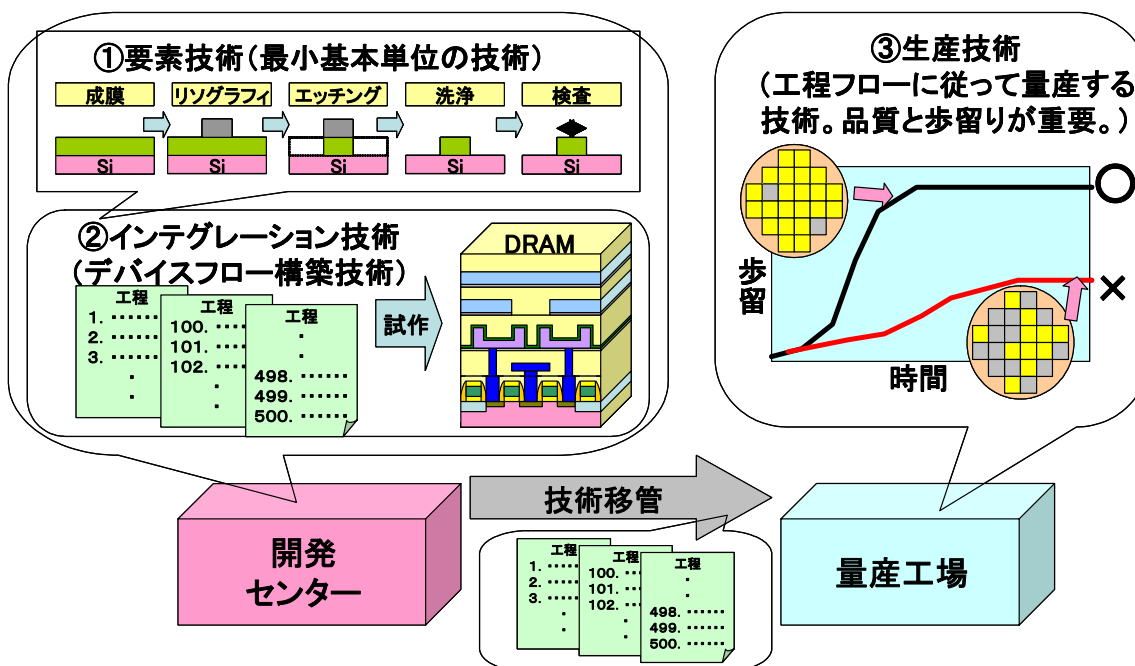 ①要素技術(最小基本単位の技術)
成膜
リソグラフィ
エッチング
洗浄
検査
Si
Si
Si
Si
Si
②インテグレーション技術
(デバイスフロー構築技術)
工程
1. ‥‥‥
2. ‥‥‥
3. ‥‥‥
・
・
工程
100. ‥‥
101. ‥‥
102. ‥‥
・
・
工程
・
・
498. ‥‥‥
499. ‥‥‥
500. ‥‥‥
試作
DRAM
③生産技術
(工程フローに従って量産する
技術。品質と歩留りが重要。)
歩
留
時間
○
×
開発
センター
技術移管
工程
1. ‥‥‥
2. ‥‥‥
3. ‥‥‥
・
・
工程
100. ‥‥
101. ‥‥
102. ‥‥
・
・
工程
・
・
498. ‥‥‥
499. ‥‥‥
500. ‥‥‥
量産工場